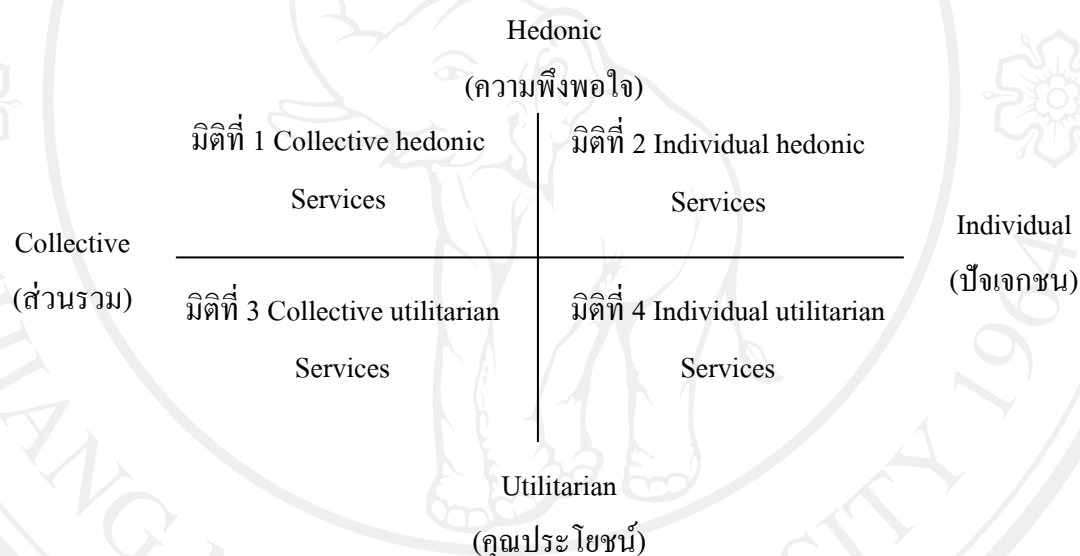 Hedonic
(ความพึงพอใจ)
มิติที่ 1 Collective hedonic
Services
มิติที่ 2 Individual hedonic
Services
Collective
(ส่วนรวม)
Individual
(ปัจเจกชน)
มิติที่ 3 Collective utilitarian
Services
มิติที่ 4 Individual utilitarian
Services
Utilitarian
(คุณประโยชน์)